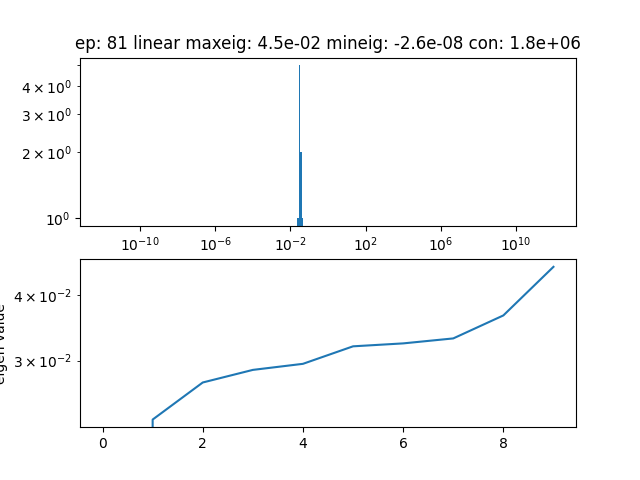 ep: 81 linear maxeig: 4.5e-02 mineig: -2.6e-08 con: 1.8e+06
4 × 10⁰
3 × 10⁰
2 × 10⁰
10⁰
10⁻¹⁰ 10⁻⁶ 10⁻² 10² 10⁶ 10¹⁰
4 × 10⁻²
3 × 10⁻²
eigen value
0 2 4 6 8